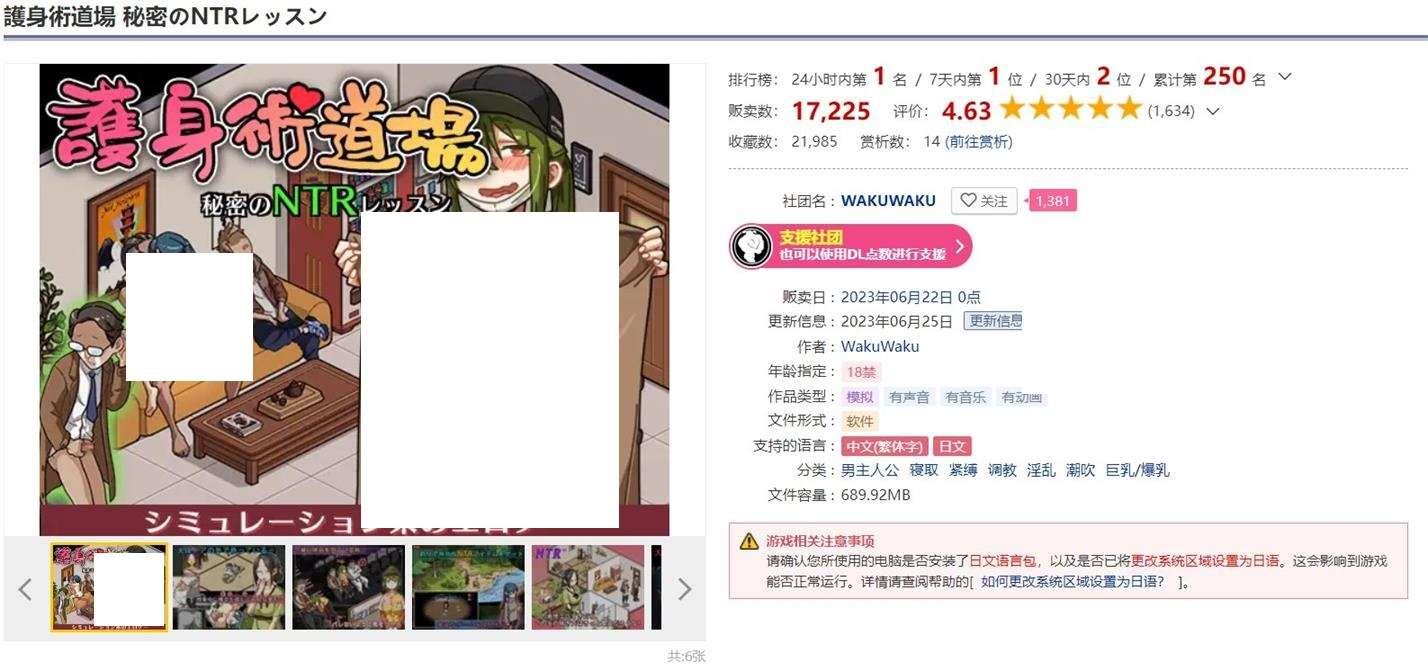 護身術道場 秘密のNTRレッスン
護身術道場
秘密のNTRレッスン
シミュレーション
共:6张
排行榜: 24小时内第 1 名 / 7天内第 1 位 / 30天内 2 位 / 累计第 250 名
贩卖数: 17,225 评价: 4.63 (1,634)
收藏数: 21,985 赏析数: 14 (前往赏析)
社团名 : WAKUWAKU 关注 1,381
支援社团
也可以使用DL点数进行支援
贩卖日 : 2023年06月22日 0点
更新信息 : 2023年06月25日 更新信息
作者 : WakuWaku
年龄指定 : 18禁
作品类型 : 模拟 有声音 有音乐 有动画
文件形式 : 软件
支持的语言 : 中文(繁体字) 日文
分类 : 男主人公 寝取 紧缚 调教 淫乱 潮吹 巨乳/爆乳
文件容量 : 689.92MB
游戏相关注意事项
请确认您所使用的电脑是否安装了日文语言包，以及是否已将更改系统区域设置为日语。这会影响到游戏
能否正常运行。详情请查阅帮助的[ 如何更改系统区域设置为日语? ]。